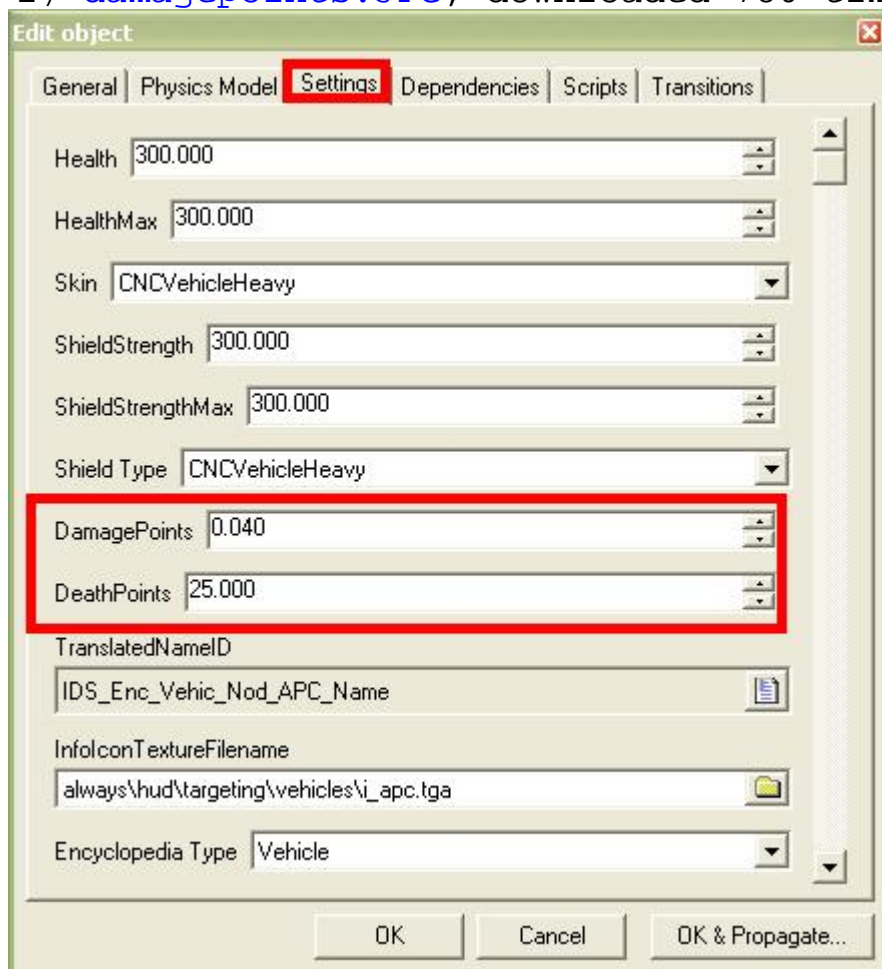 Edit object
General Physics Model Settings Dependencies Scripts Transitions
Health 300.000
HealthMax 300.000
Skin CNCVehicleHeavy
ShieldStrength 300.000
ShieldStrengthMax 300.000
Shield Type CNCVehicleHeavy
DamagePoints 0.040
DeathPoints 25.000
TranslatedNameID
IDS_Enc_Vehic_Nod_APC_Name
InfoIconTextureFilename
always\hud\targeting\vehicles\i_apc.tga
Encyclopedia Type Vehicle
OK Cancel OK & Propagate...